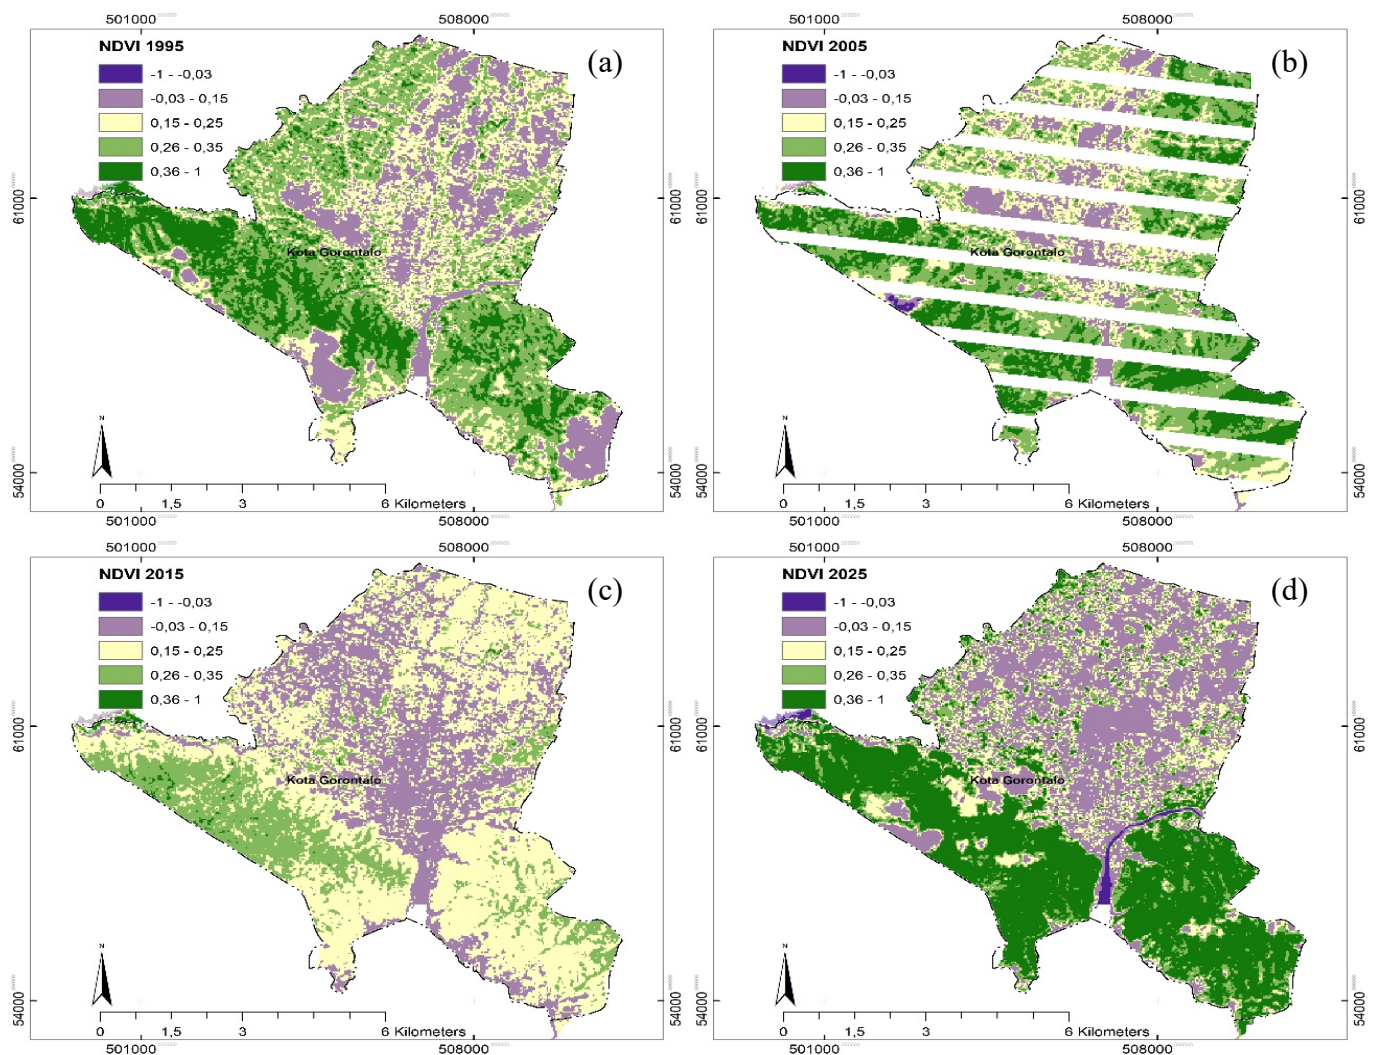 501000 508000
NDVI 1995
(a)
-1 - -0,03
-0,03 - 0,15
0,15 - 0,25
0,26 - 0,35
0,36 - 1
61000
61000
Kota Gorontalo
N
54000
54000
0 1,5 3 6 Kilometers
501000 508000
501000 508000
NDVI 2005
(b)
-1 - -0,03
-0,03 - 0,15
0,15 - 0,25
0,26 - 0,35
0,36 - 1
61000
61000
Kota Gorontalo
N
54000
54000
0 1,5 3 6 Kilometers
501000 508000
501000 508000
NDVI 2015
(c)
-1 - -0,03
-0,03 - 0,15
0,15 - 0,25
0,26 - 0,35
0,36 - 1
61000
61000
Kota Gorontalo
N
54000
54000
0 1,5 3 6 Kilometers
501000 508000
501000 508000
NDVI 2025
(d)
-1 - -0,03
-0,03 - 0,15
0,15 - 0,25
0,26 - 0,35
0,36 - 1
61000
61000
Kota Gorontalo
N
54000
54000
0 1,5 3 6 Kilometers
501000 508000